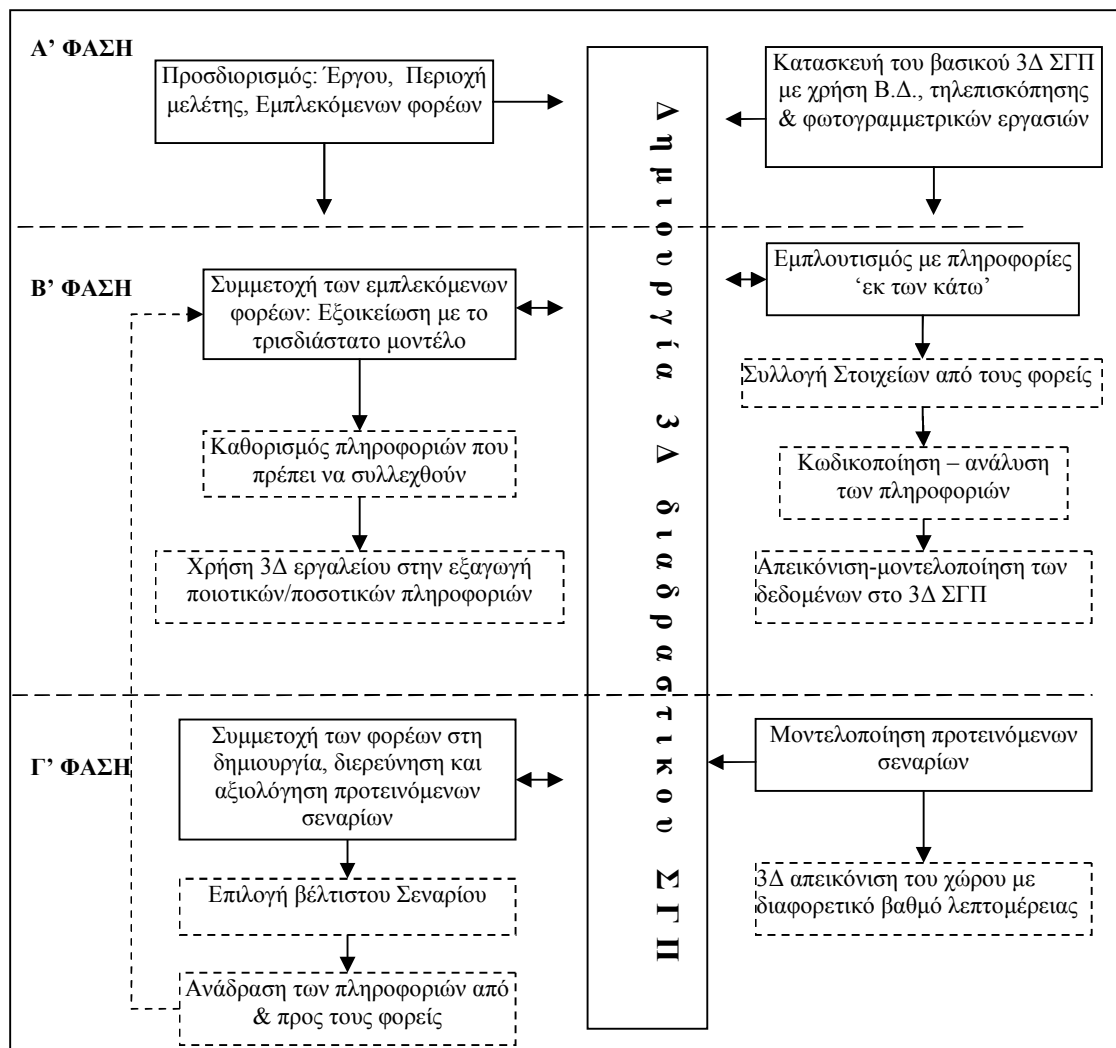 Α’ ΦΑΣΗ
Προσδιορισμός: Έργου, Περιοχή
μελέτης, Εμπλεκόμενων φορέων
Κατασκευή του βασικού 3Δ ΣΓΠ
με χρήση Β.Δ., τηλεπισκόπησης
& φωτογραμμετρικών εργασιών
Δημιουργία 3Δ διαδραστικου ΣΓΠ
Β’ ΦΑΣΗ
Συμμετοχή των εμπλεκόμενων
φορέων: Εξοικείωση με το
τρισδιάστατο μοντέλο
Καθορισμός πληροφοριών που
πρέπει να συλλεχθούν
Χρήση 3Δ εργαλείου στην εξαγωγή
ποιοτικών/ποσοτικών πληροφοριών
Εμπλουτισμός με πληροφορίες
‘εκ των κάτω’
Συλλογή Στοιχείων από τους φορείς
Κωδικοποίηση – ανάλυση
των πληροφοριών
Απεικόνιση-μοντελοποίηση των
δεδομένων στο 3Δ ΣΓΠ
Γ’ ΦΑΣΗ
Συμμετοχή των φορέων στη
δημιουργία, διερεύνηση και
αξιολόγηση προτεινόμενων
σεναρίων
Επιλογή βέλτιστου Σεναρίου
Ανάδραση των πληροφοριών από
& προς τους φορείς
Μοντελοποίηση προτεινόμενων
σεναρίων
3Δ απεικόνιση του χώρου με
διαφορετικό βαθμό λεπτομέρειας